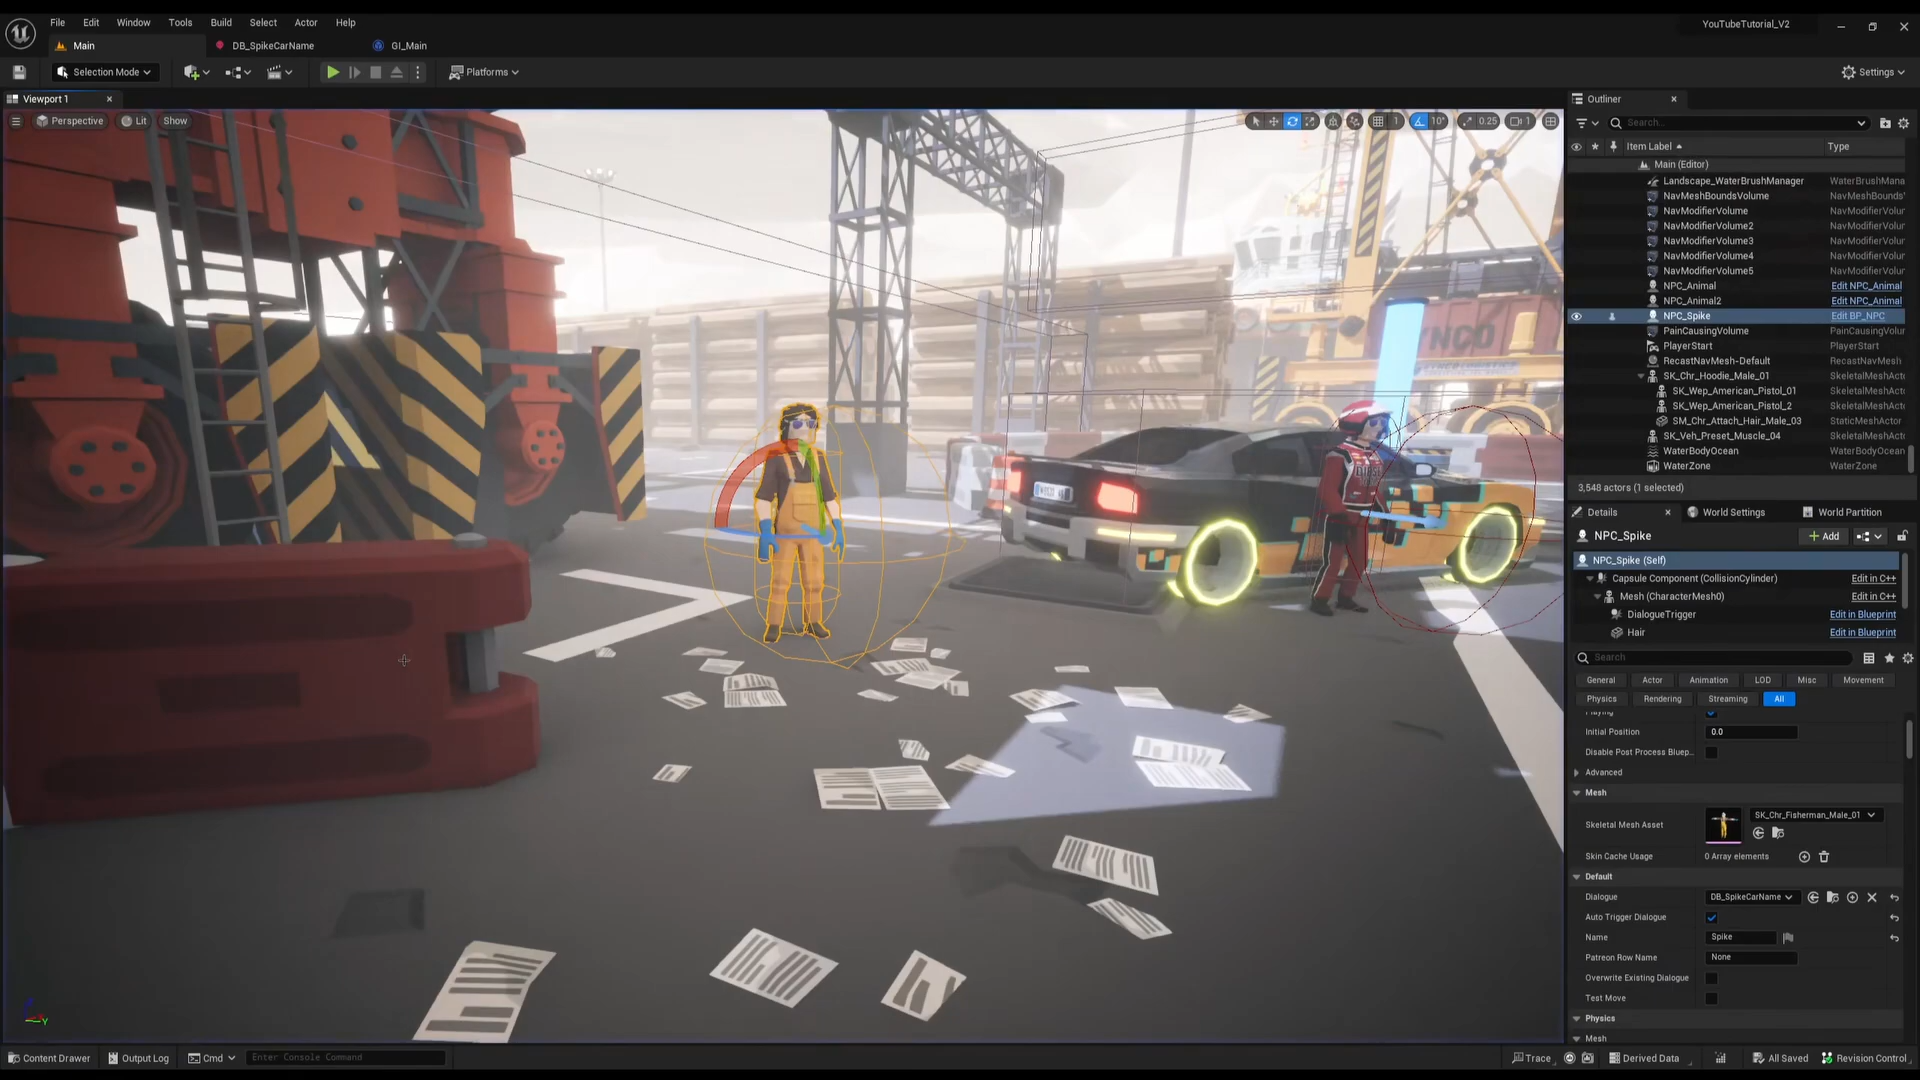 File Edit Window Tools Build Select Actor Help
YouTubeTutorial_V2
Main
DB_SpikeCarName
GI_Main
Selection Mode
Platforms
Settings
Viewport 1
Perspective Lit Show
1 10° 0.25 1
Outliner
Search...
Item Label Type
Main (Editor)
Landscape_WaterBrushManager WaterBrushMana
NavMeshBoundsVolume NavMeshBounds
NavModifierVolume NavModifierVolur
NavModifierVolume2 NavModifierVolur
NavModifierVolume3 NavModifierVolur
NavModifierVolume4 NavModifierVolur
NavModifierVolume5 NavModifierVolur
NPC_Animal Edit NPC_Animal
NPC_Animal2 Edit NPC_Animal
NPC_Spike Edit BP_NPC
PainCausingVolume PainCausingVolur
PlayerStart PlayerStart
RecastNavMesh-Default RecastNavMesh
SK_Chr_Hoodie_Male_01 SkeletalMeshActo
SK_Wep_American_Pistol_01 SkeletalMeshActo
SK_Wep_American_Pistol_2 SkeletalMeshActo
SM_Chr_Attach_Hair_Male_03 StaticMeshActor
SK_Veh_Preset_Muscle_04 SkeletalMeshActo
WaterBodyOcean WaterBodyOcean
WaterZone WaterZone
3,548 actors (1 selected)
Details World Settings World Partition
NPC_Spike Add
NPC_Spike (Self)
Capsule Component (CollisionCylinder) Edit in C++
Mesh (CharacterMesh0) Edit in C++
DialogueTrigger Edit in Blueprint
Hair Edit in Blueprint
Search
General Actor Animation LOD Misc Movement
Physics Rendering Streaming All
Playing
Initial Position 0.0
Disable Post Process Bluep...
Advanced
Mesh
Skeletal Mesh Asset SK_Chr_Fisherman_Male_01
Skin Cache Usage 0 Array elements
Default
Dialogue DB_SpikeCarName
Auto Trigger Dialogue
Name Spike
Patreon Row Name None
Overwrite Existing Dialogue
Test Move
Physics
Mesh
Content Drawer Output Log Cmd Enter Console Command
Trace Derived Data All Saved Revision Control